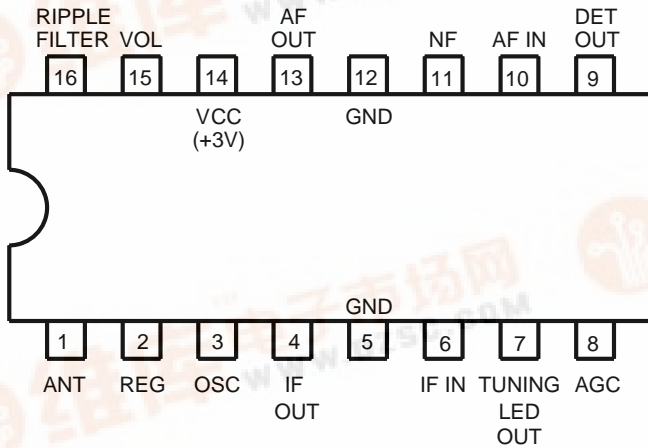 RIPPLE
FILTER
VOL
AF
OUT
NF
AF IN
DET
OUT
16
15
14
13
12
11
10
9
VCC
(+3V)
GND
GND
1
2
3
4
5
6
7
8
ANT
REG
OSC
IF
OUT
IF IN
TUNING
LED
OUT
AGC